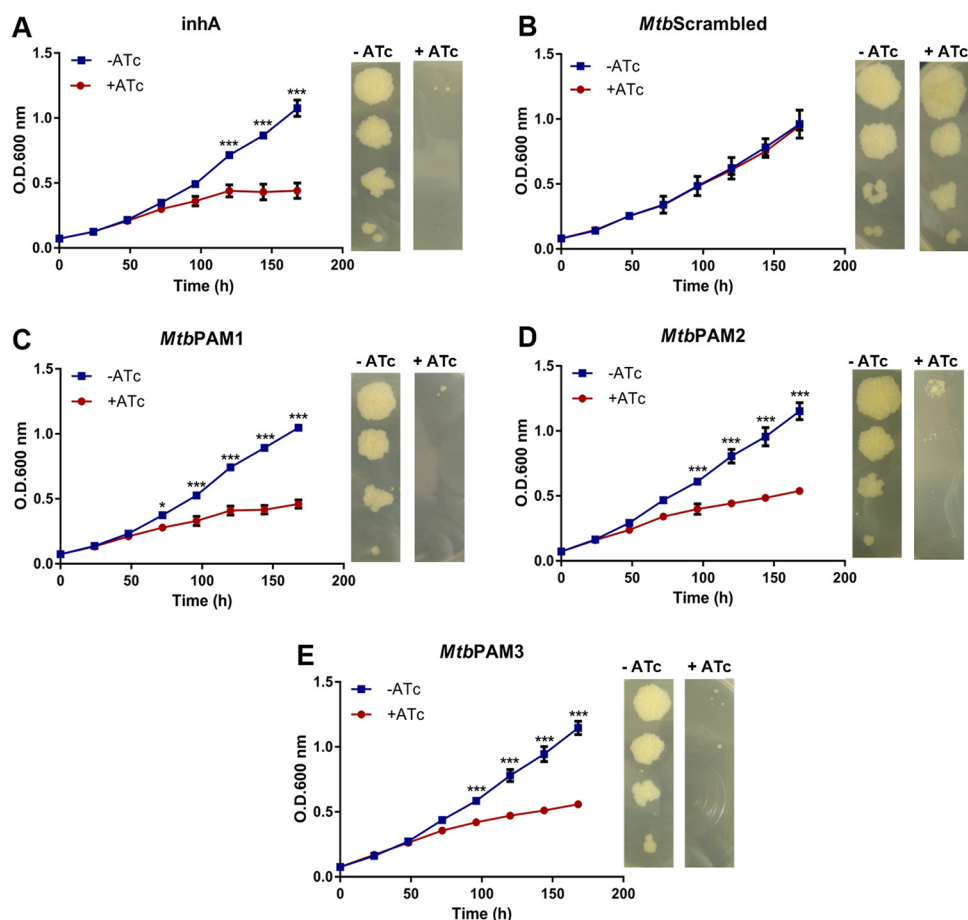 A
inhA
- ATc
+ ATc
1.5
1.0
0.5
0.0
O.D.600 nm
-ATc
+ATc
***
***
***
0
50
100
150
200
Time (h)
B
MtbScrambled
- ATc
+ ATc
1.5
1.0
0.5
0.0
O.D.600 nm
-ATc
+ATc
0
50
100
150
200
Time (h)
C
MtbPAM1
- ATc
+ ATc
1.5
1.0
0.5
0.0
O.D.600 nm
-ATc
+ATc
*
***
***
***
***
0
50
100
150
200
Time (h)
D
MtbPAM2
- ATc
+ ATc
1.5
1.0
0.5
0.0
O.D.600 nm
-ATc
+ATc
***
***
***
***
0
50
100
150
200
Time (h)
E
MtbPAM3
- ATc
+ ATc
1.5
1.0
0.5
0.0
O.D.600 nm
-ATc
+ATc
***
***
***
***
0
50
100
150
200
Time (h)